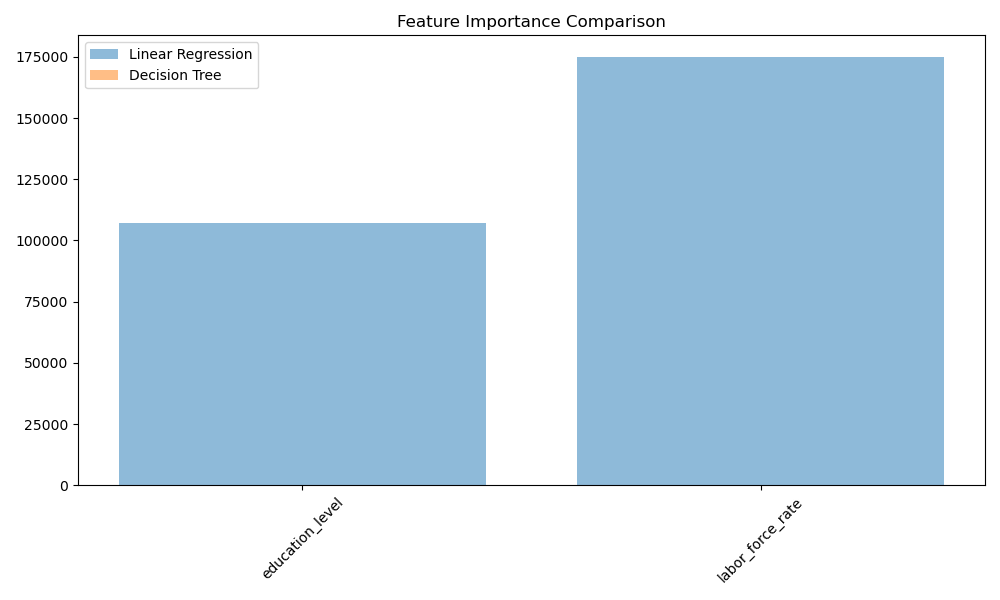 Feature Importance Comparison
Linear Regression
Decision Tree
175000
150000
125000
100000
75000
50000
25000
0
education_level
labor_force_rate